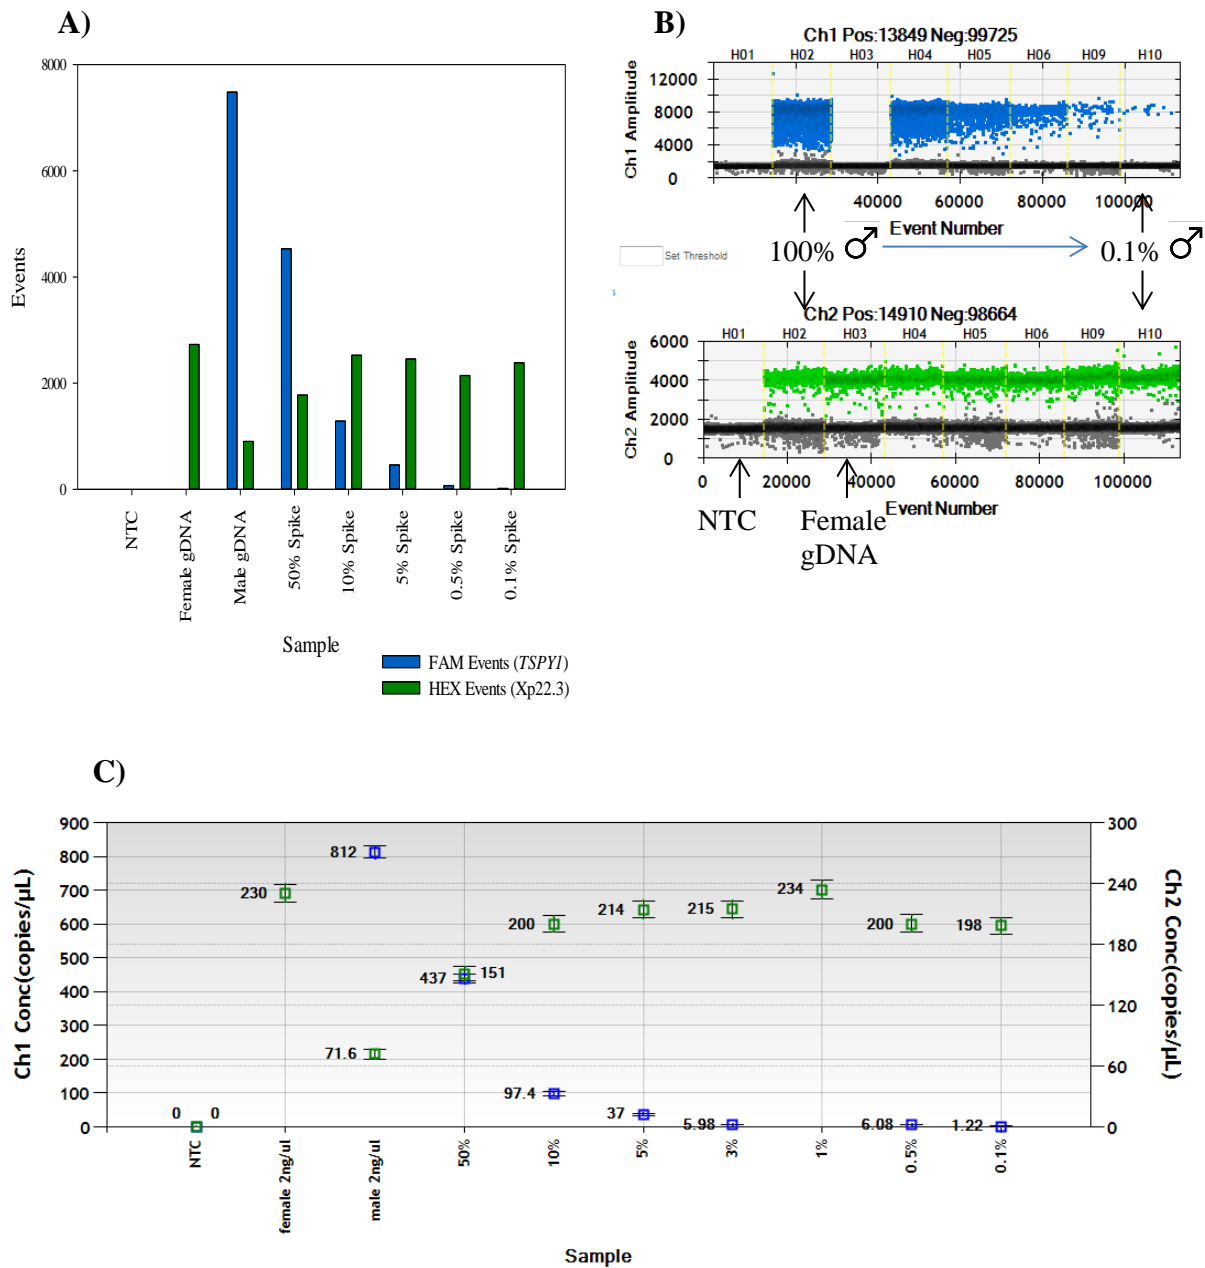 A)
8000
6000
4000
2000
0
Events
NTC
Female gDNA
Male gDNA
50% Spike
10% Spike
5% Spike
0.5% Spike
0.1% Spike
Sample
FAM Events (TSPY1)
HEX Events (Xp22.3)
B)
Ch1 Pos:13849 Neg:99725
H01 H02 H03 H04 H05 H06 H09 H10
Ch1 Amplitude
12000
8000
4000
0
40000 60000 80000 100000
Event Number
Set Threshold
100% ♂ 0.1% ♂
Ch2 Pos:14910 Neg:98664
H01 H02 H03 H04 H05 H06 H09 H10
Ch2 Amplitude
6000
4000
2000
0
0 20000 40000 60000 80000 100000
Event Number
NTC Female
gDNA
C)
Ch1 Conc(copies/µL)
900
800
700
600
500
400
300
200
100
0
Ch2 Conc(copies/µL)
300
240
180
120
60
0
0 0
230
812
71.6
437 151
200
97.4
214
37
215
5.98
234
200
6.08
198
1.22
NTC
female 2ng/ul
male 2ng/ul
50%
10%
5%
3%
1%
0.5%
0.1%
Sample